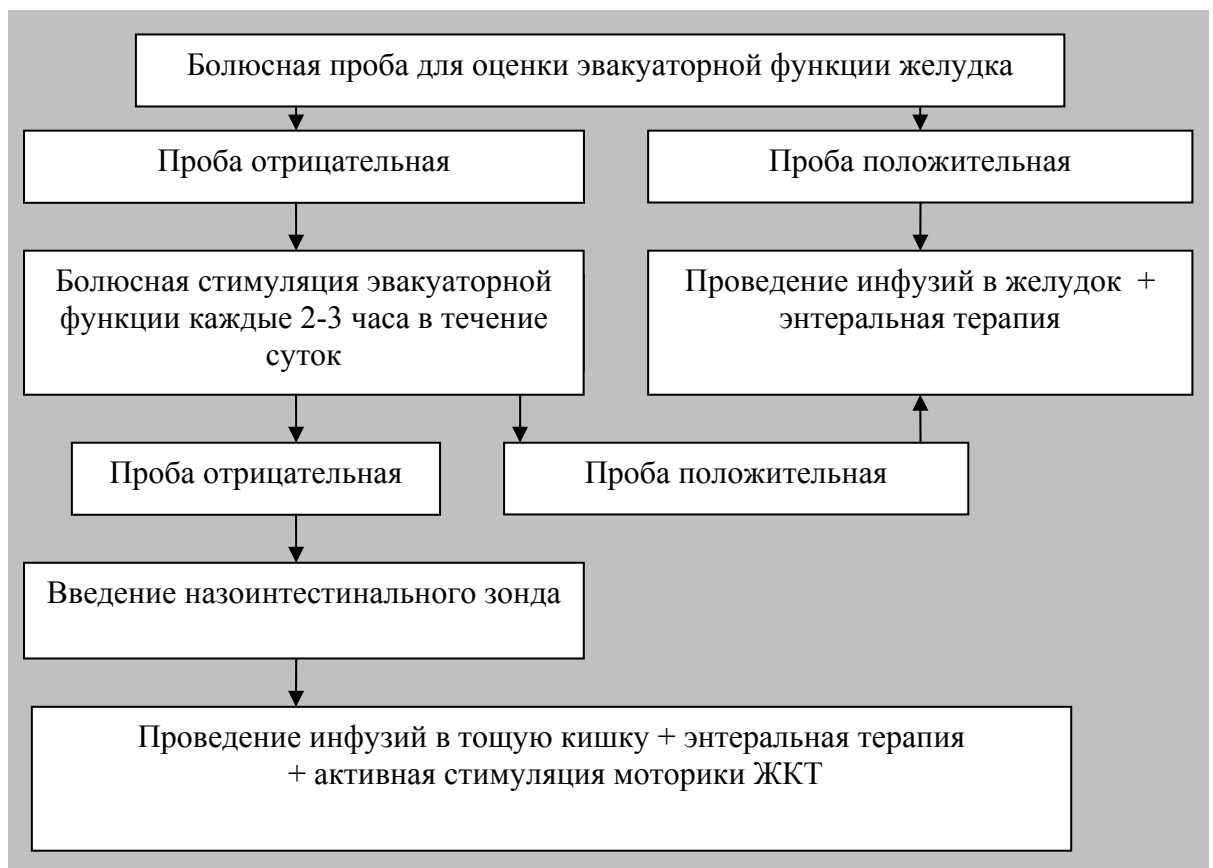 Болюсная проба для оценки эвакуаторной функции желудка
Проба отрицательная
Проба положительная
Болюсная стимуляция эвакуаторной
функции каждые 2-3 часа в течение
суток
Проведение инфузий в желудок +
энтеральная терапия
Проба отрицательная
Проба положительная
Введение назоинтестинального зонда
Проведение инфузий в тощую кишку + энтеральная терапия
+ активная стимуляция моторики ЖКТ